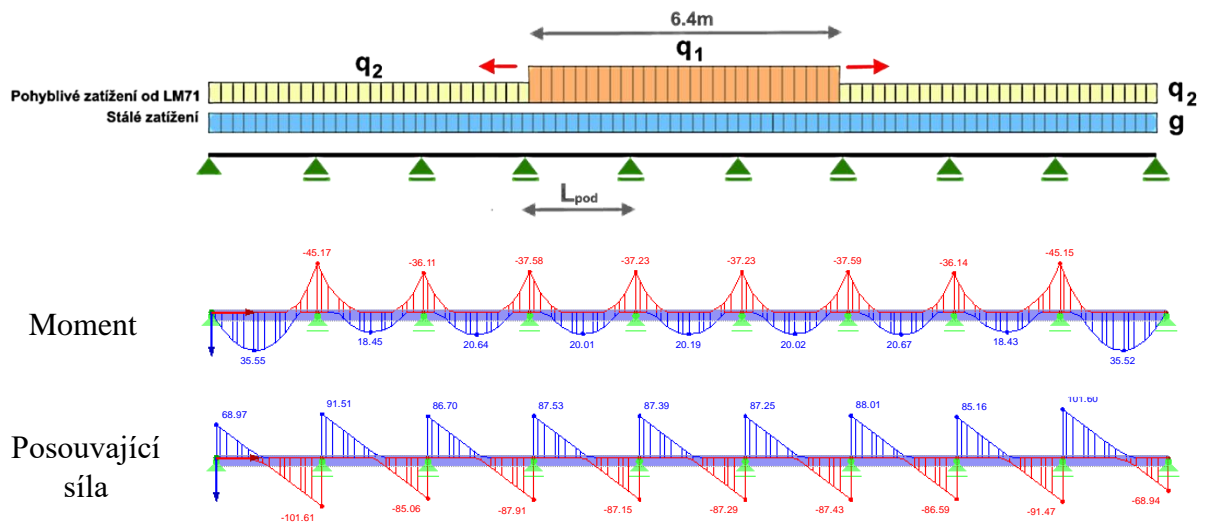 6.4m
q₁
q₂
Pohyblivé zatížení od LM71
q₂
Stálé zatížení
g
Lpod
Moment
-45.17 -36.11 -37.58 -37.23 -37.23 -37.59 -36.14 -45.15
35.55 18.45 20.64 20.01 20.19 20.02 20.67 18.43 35.52
Posouvající
síla
68.97 91.51 86.70 87.53 87.39 87.25 88.01 85.16 101.60
-101.61 -85.06 -87.91 -87.15 -87.29 -87.43 -86.59 -91.47 -68.94